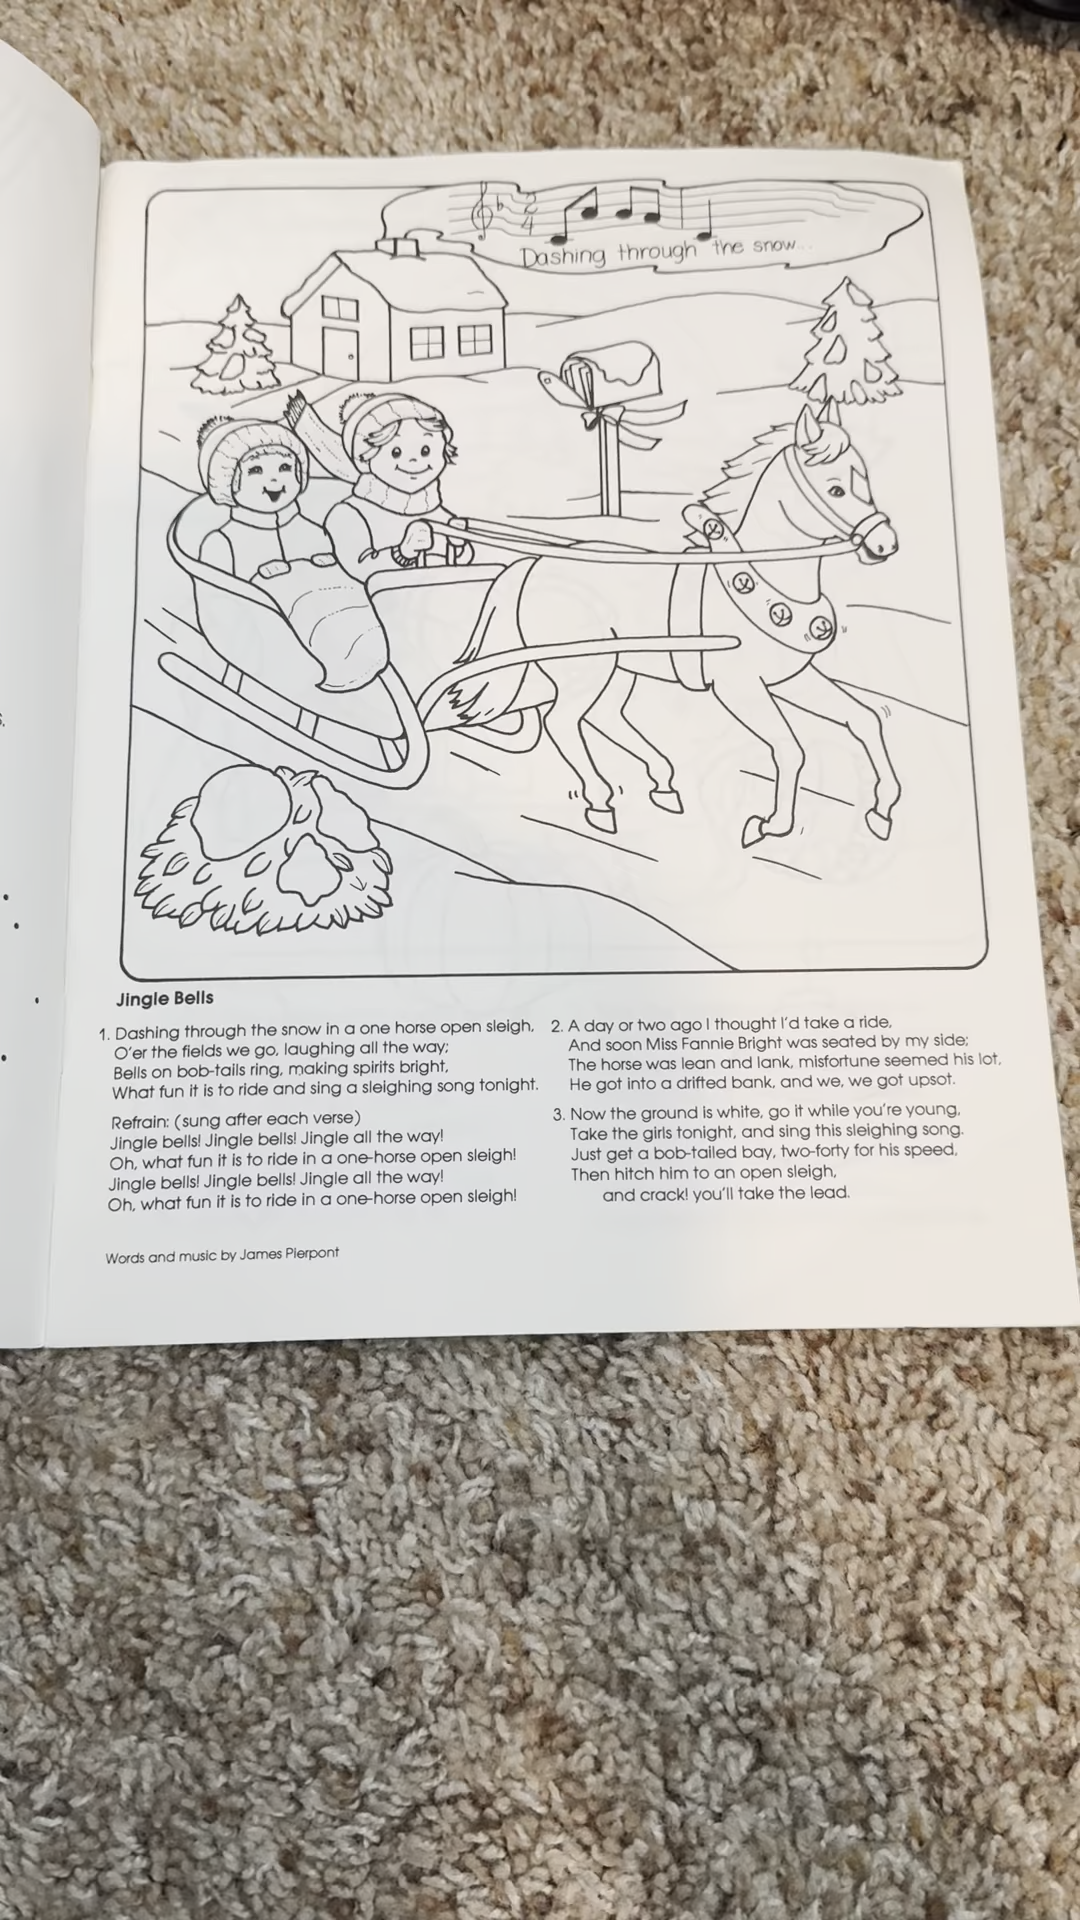 2
4
Dashing through the snow...
Jingle Bells
1. Dashing through the snow in a one horse open sleigh,
O'er the fields we go, laughing all the way;
Bells on bob-tails ring, making spirits bright,
What fun it is to ride and sing a sleighing song tonight.
Refrain: (sung after each verse)
Jingle bells! Jingle bells! Jingle all the way!
Oh, what fun it is to ride in a one-horse open sleigh!
Jingle bells! Jingle bells! Jingle all the way!
Oh, what fun it is to ride in a one-horse open sleigh!
2. A day or two ago I thought I'd take a ride,
And soon Miss Fannie Bright was seated by my side;
The horse was lean and lank, misfortune seemed his lot,
He got into a drifted bank, and we, we got upsot.
3. Now the ground is white, go it while you're young,
Take the girls tonight, and sing this sleighing song.
Just get a bob-tailed bay, two-forty for his speed,
Then hitch him to an open sleigh,
and crack! you'll take the lead.
Words and music by James Pierpont